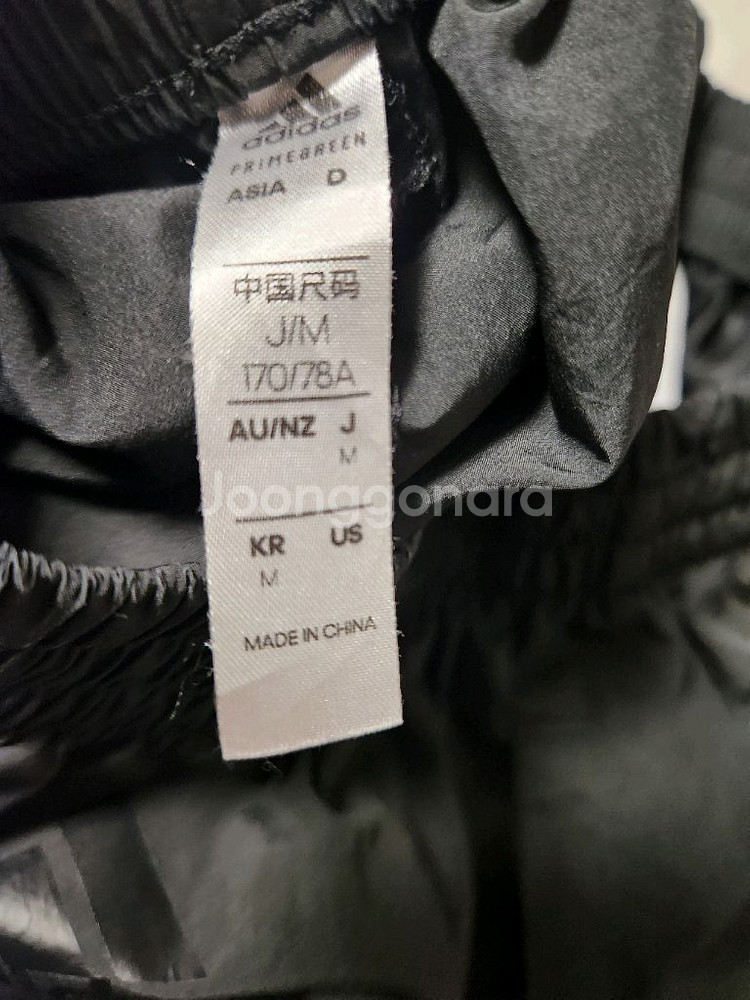 adidas
PRIMEGREEN
ASIA D
中国尺码
J/M
170/78A
AU/NZ J
M
Joonggonara
KR US
M
MADE IN CHINA